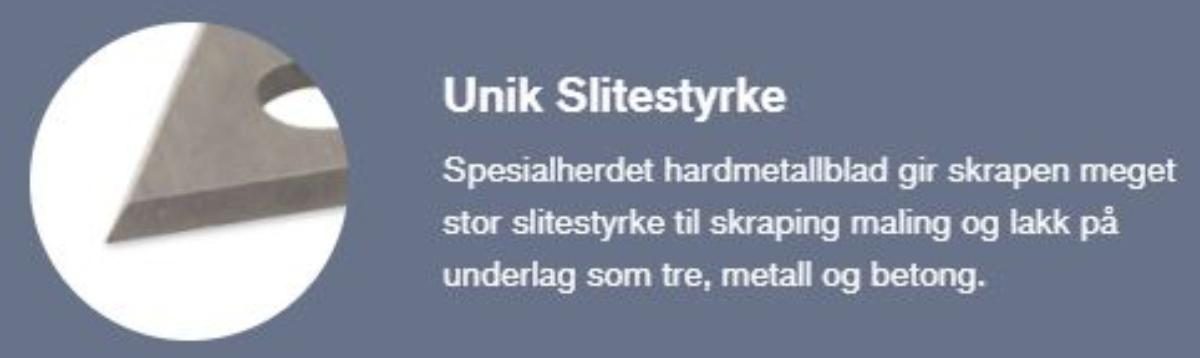 Unik Slitestyrke
Spesialherdet hardmetallblad gir skrapen meget
stor slitestyrke til skraping maling og lakk på
underlag som tre, metall og betong.